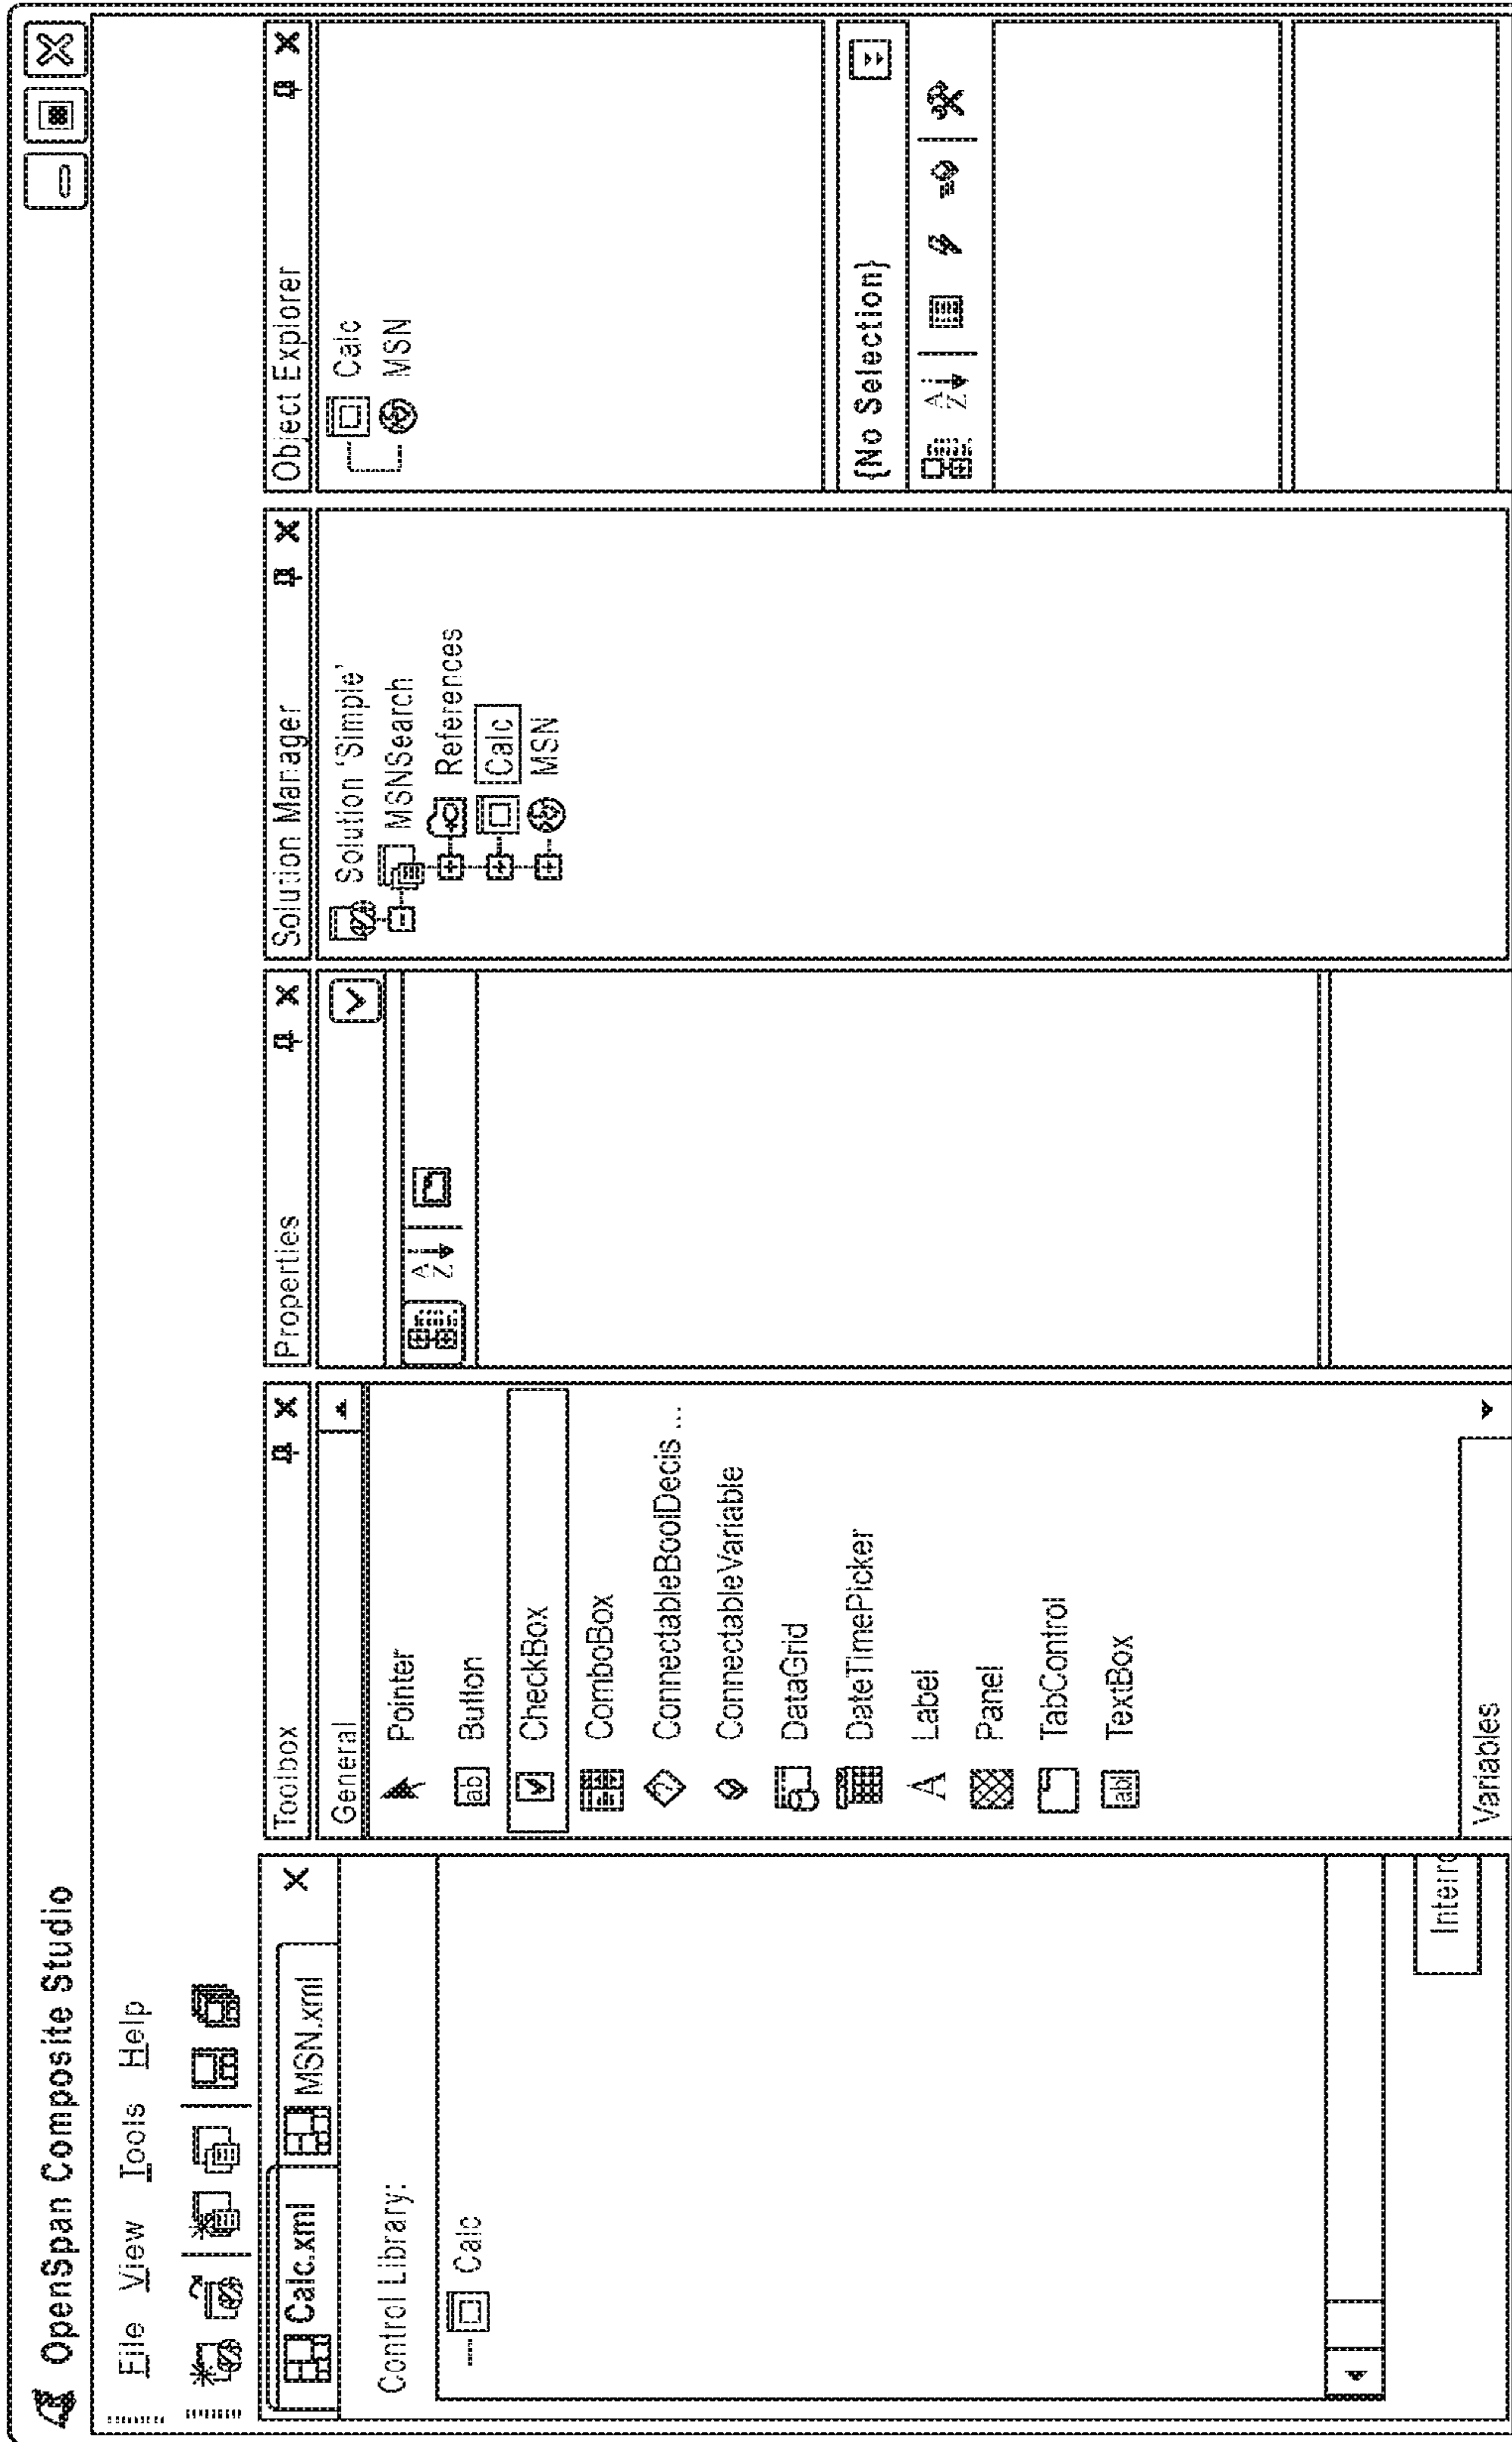 OpenSpan Composite Studio
File View Tools Help
Calc.xml
MSN.xml
Control Library:
Calc
Toolbox
General
Pointer
Button
CheckBox
ComboBox
ConnectableBoolDecis ...
ConnectableVariable
DataGrid
DateTimePicker
Label
Panel
TabControl
TextBox
Variables
Properties
Solution Manager
Solution 'Simple'
MSNSearch
References
Calc
MSN
Object Explorer
Calc
MSN
{No Selection}